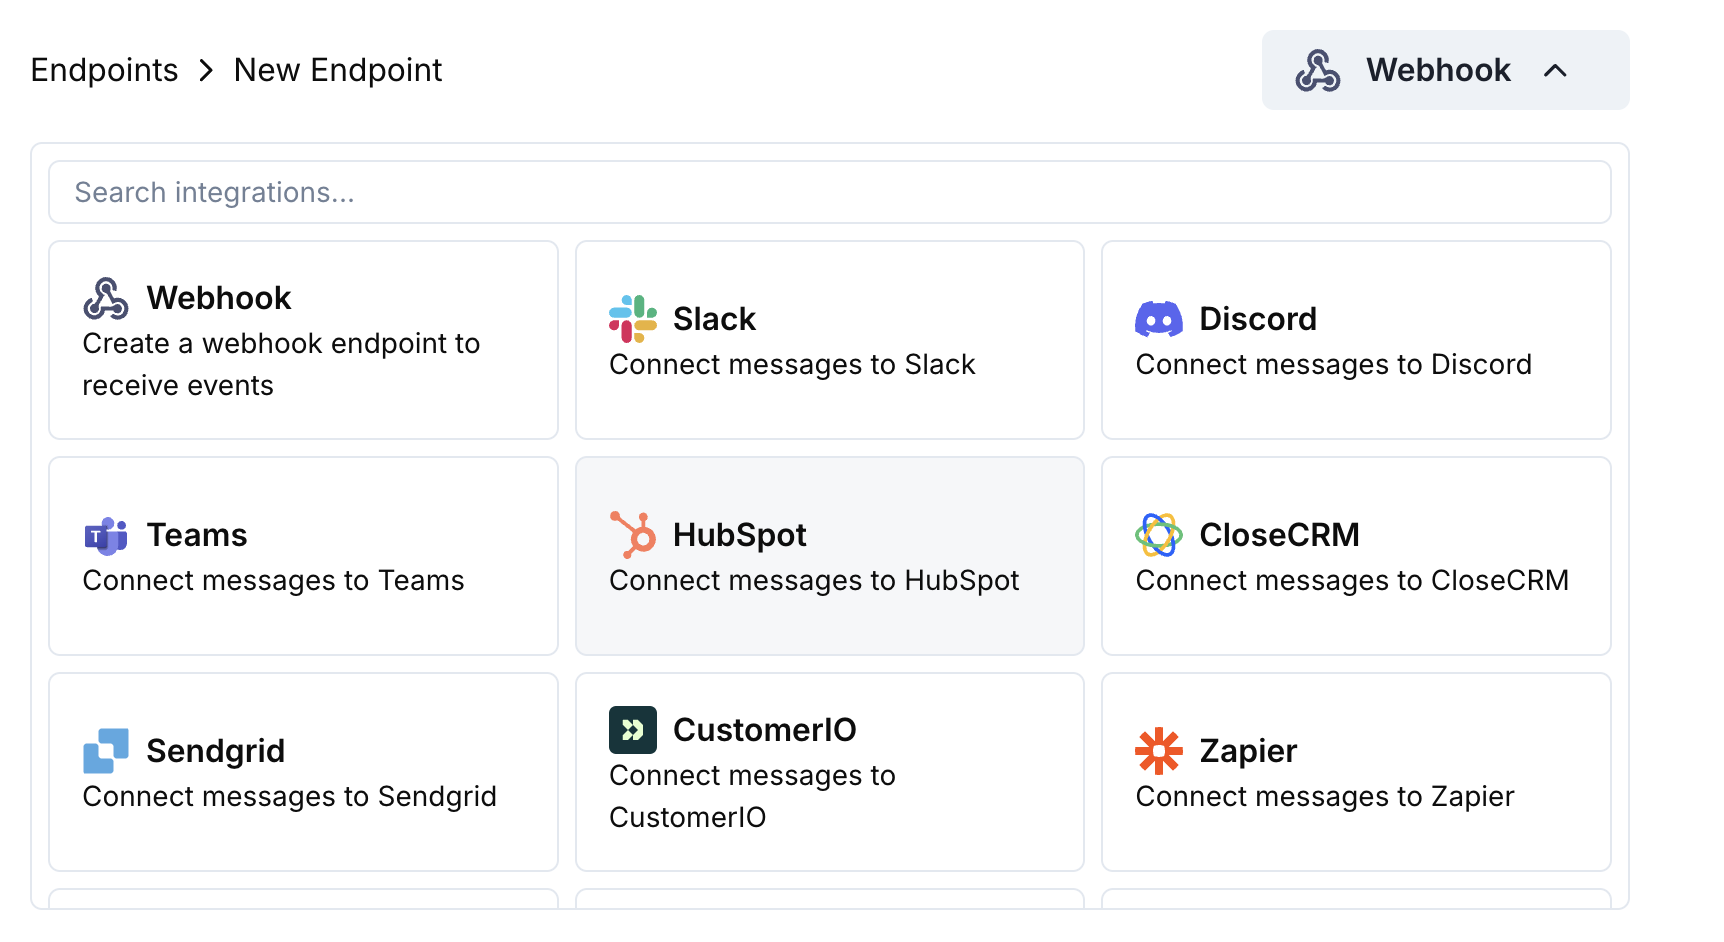 Endpoints > New Endpoint
Webhook
Search integrations...
Webhook
Create a webhook endpoint to
receive events
Slack
Connect messages to Slack
Discord
Connect messages to Discord
T
Teams
Connect messages to Teams
HubSpot
Connect messages to HubSpot
CloseCRM
Connect messages to CloseCRM
Sendgrid
Connect messages to Sendgrid
CustomerIO
Connect messages to
CustomerIO
Zapier
Connect messages to Zapier